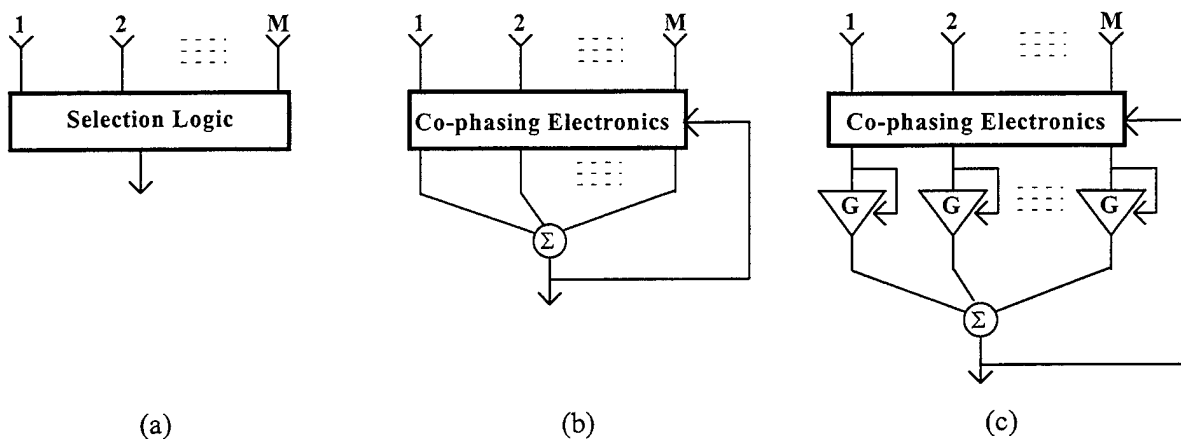 1 2 M
Selection Logic
(a)
1 2 M
Co-phasing Electronics
Σ
(b)
1 2 M
Co-phasing Electronics
G G G
Σ
(c)